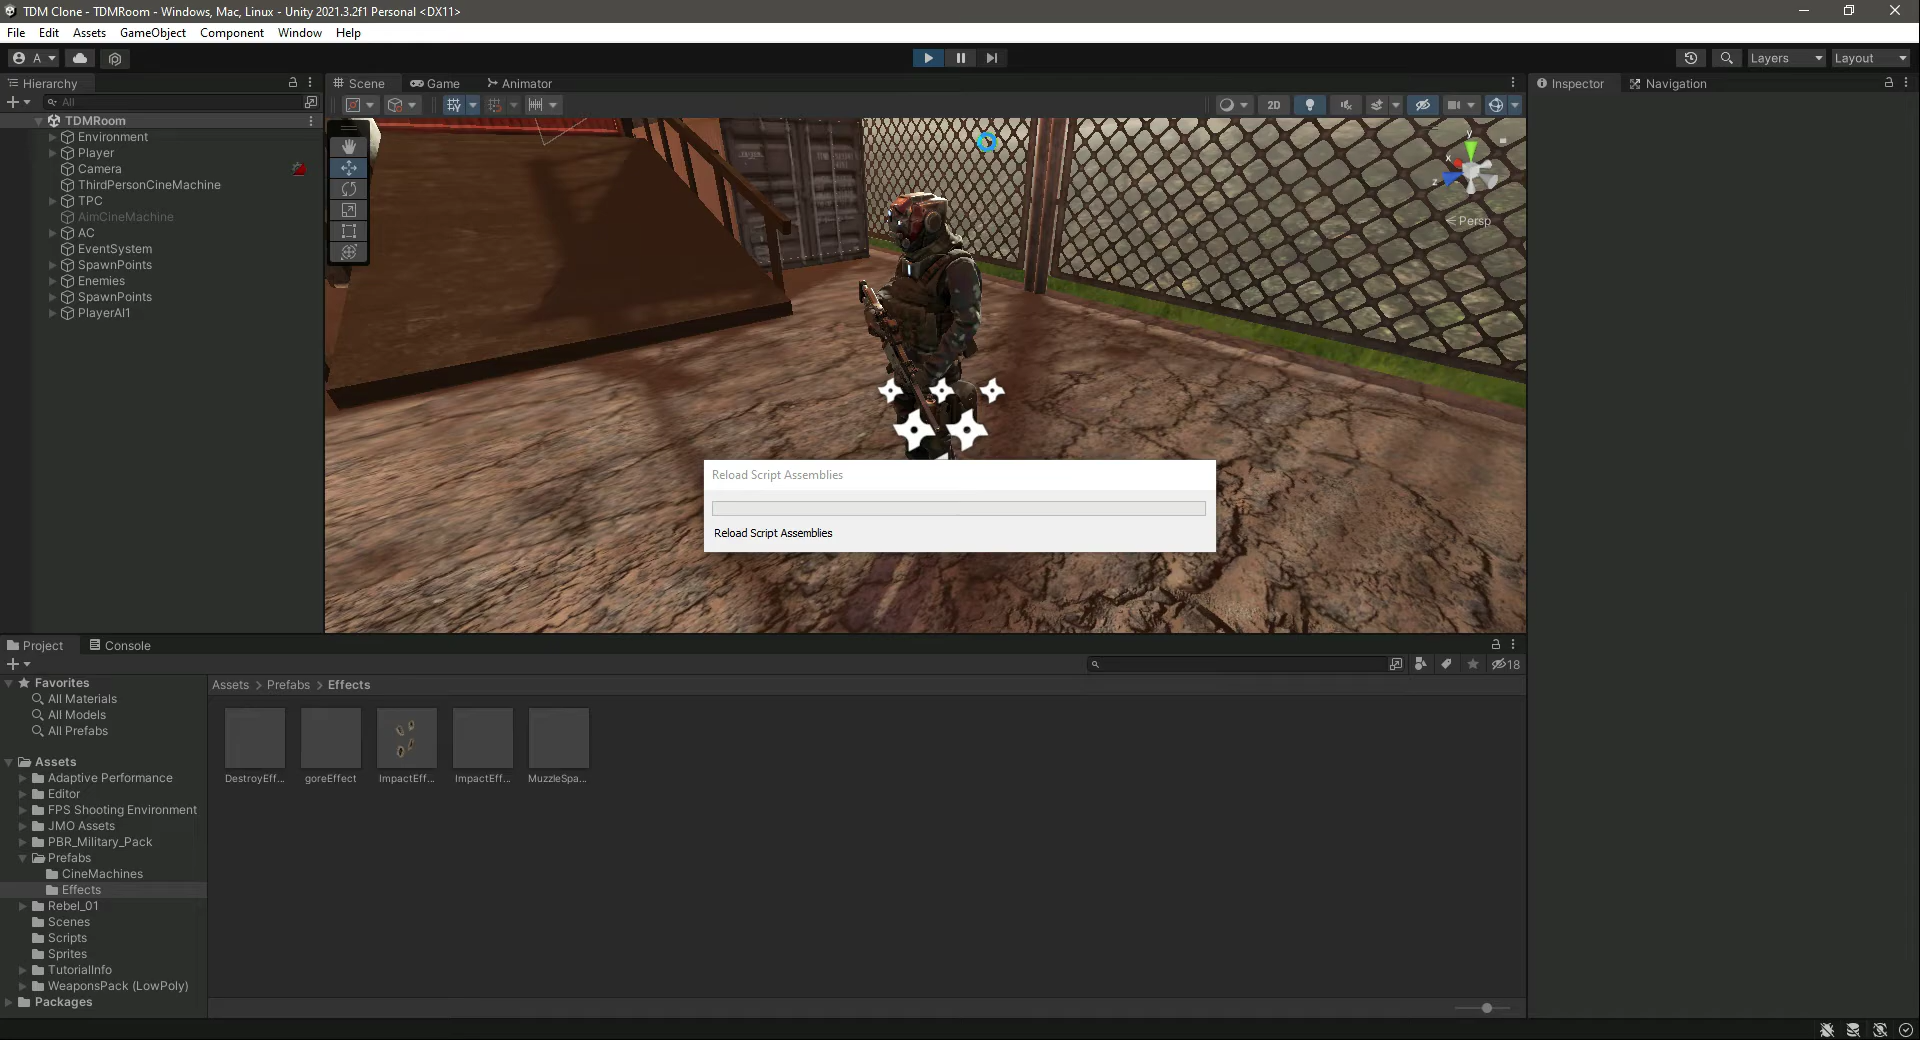 TDM Clone - TDMRoom - Windows, Mac, Linux - Unity 2021.3.2f1 Personal <DX11>
File Edit Assets GameObject Component Window Help
A
Layers
Layout
Hierarchy
Scene
Game
Animator
Inspector
Navigation
All
2D
TDMRoom
Environment
Player
Camera
ThirdPersonCineMachine
TPC
AimCineMachine
AC
EventSystem
SpawnPoints
Enemies
SpawnPoints
PlayerAI1
y
x
z
Persp
Reload Script Assemblies
Reload Script Assemblies
Project
Console
18
Favorites
All Materials
All Models
All Prefabs
Assets
Adaptive Performance
Editor
FPS Shooting Environment
JMO Assets
PBR_Military_Pack
Prefabs
CineMachines
Effects
Rebel_01
Scenes
Scripts
Sprites
TutorialInfo
WeaponsPack (LowPoly)
Packages
Assets > Prefabs > Effects
DestroyEff...
goreEffect
ImpactEff...
ImpactEff...
MuzzleSpa...